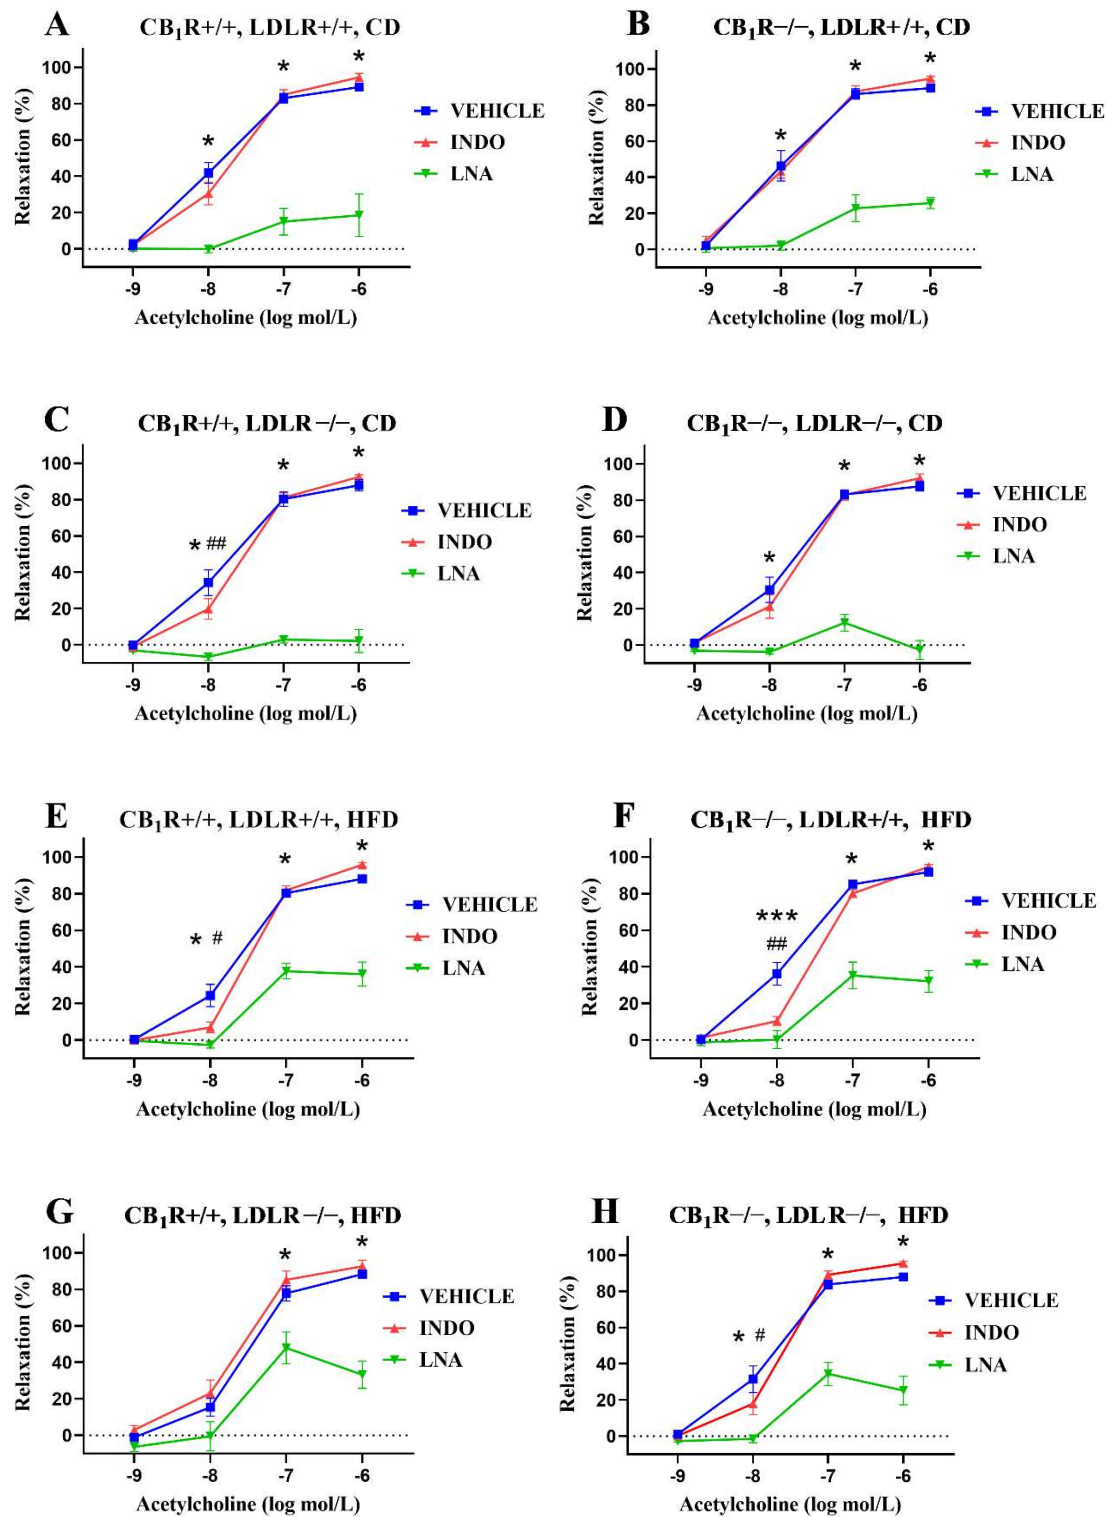 A
CB₁R+/+, LDLR+/+, CD
*
*
*
100
80
60
40
20
0
Relaxation (%)
-9
-8
-7
-6
Acetylcholine (log mol/L)
VEHICLE
INDO
LNA
B
CB₁R−/−, LDLR+/+, CD
*
*
*
100
80
60
40
20
0
Relaxation (%)
-9
-8
-7
-6
Acetylcholine (log mol/L)
VEHICLE
INDO
LNA
C
CB₁R+/+, LDLR−/−, CD
* ##
*
*
100
80
60
40
20
0
Relaxation (%)
-9
-8
-7
-6
Acetylcholine (log mol/L)
VEHICLE
INDO
LNA
D
CB₁R−/−, LDLR−/−, CD
*
*
*
100
80
60
40
20
0
Relaxation (%)
-9
-8
-7
-6
Acetylcholine (log mol/L)
VEHICLE
INDO
LNA
E
CB₁R+/+, LDLR+/+, HFD
* #
*
*
100
80
60
40
20
0
Relaxation (%)
-9
-8
-7
-6
Acetylcholine (log mol/L)
VEHICLE
INDO
LNA
F
CB₁R−/−, LDLR+/+, HFD
***
##
*
*
100
80
60
40
20
0
Relaxation (%)
-9
-8
-7
-6
Acetylcholine (log mol/L)
VEHICLE
INDO
LNA
G
CB₁R+/+, LDLR−/−, HFD
*
*
100
80
60
40
20
0
Relaxation (%)
-9
-8
-7
-6
Acetylcholine (log mol/L)
VEHICLE
INDO
LNA
H
CB₁R−/−, LDLR−/−, HFD
* #
*
*
100
80
60
40
20
0
Relaxation (%)
-9
-8
-7
-6
Acetylcholine (log mol/L)
VEHICLE
INDO
LNA